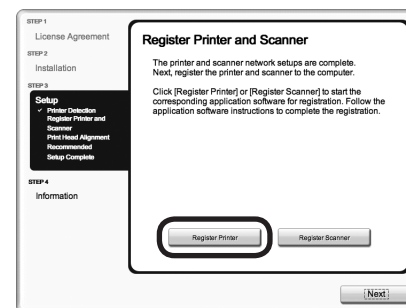 STEP 1
License Agreement
STEP 2
Installation
STEP 3
Setup
✓ Printer Detection
Register Printer and
Scanner
Print Head Alignment
Recommended
Setup Complete
STEP 4
Information
Register Printer and Scanner
The printer and scanner network setups are complete.
Next, register the printer and scanner to the computer.
Click [Register Printer] or [Register Scanner] to start the
corresponding application software for registration. Follow the
application software instructions to complete the registration.
Register Printer
Register Scanner
Next